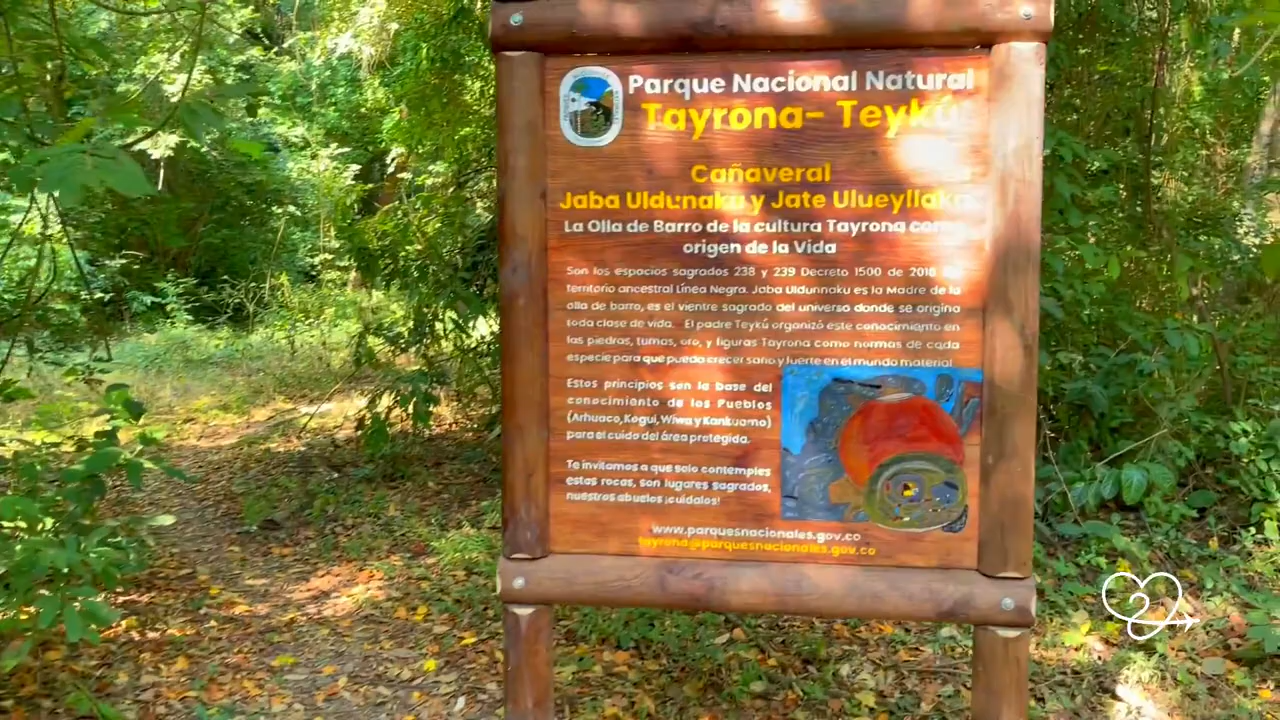 Parque Nacional Natural
Tayrona- Teykú
Cañaveral
Jaba Uldunaku y Jate Ulueyllako
La Olla de Barro de la cultura Tayrona como
origen de la Vida
Son los espacios sagrados 238 y 239 Decreto 1500 de 2018 del
territorio ancestral Línea Negra. Jaba Uldunnaku es la Madre de la
olla de barro, es el vientre sagrado del universo donde se origina
toda clase de vida. El padre Teykú organizó este conocimiento en
las piedras, tumas, oro, y figuras Tayrona como normas de cada
especie para que pueda crecer sano y fuerte en el mundo material
Estos principios son la base del
conocimiento de los Pueblos
(Arhuaco, Kogui, Wiwa y Kankuamo)
para el cuido del área protegida.
Te invitamos a que solo contemples
estas rocas, son lugares sagrados,
nuestros abuelos ¡cuídalos!
www.parquesnacionales.gov.co
tayrona@parquesnacionales.gov.co